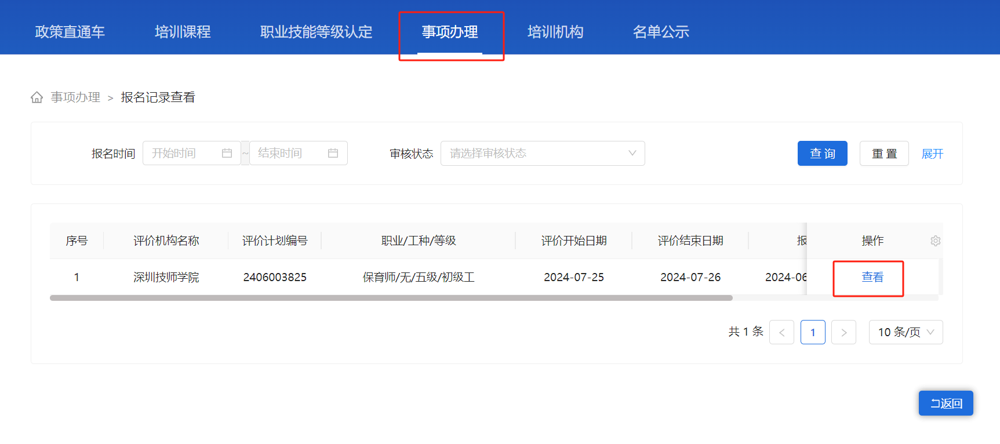 政策直通车 培训课程 职业技能等级认定 事项办理 培训机构 名单公示
事项办理 > 报名记录查看
报名时间 开始时间 ~ 结束时间 审核状态 请选择审核状态 查 询 重 置 展开
序号 评价机构名称 评价计划编号 职业/工种/等级 评价开始日期 评价结束日期 报 操作
1 深圳技师学院 2406003825 保育师/无/五级/初级工 2024-07-25 2024-07-26 2024-06 查看
共 1 条 < 1 > 10 条/页
返回